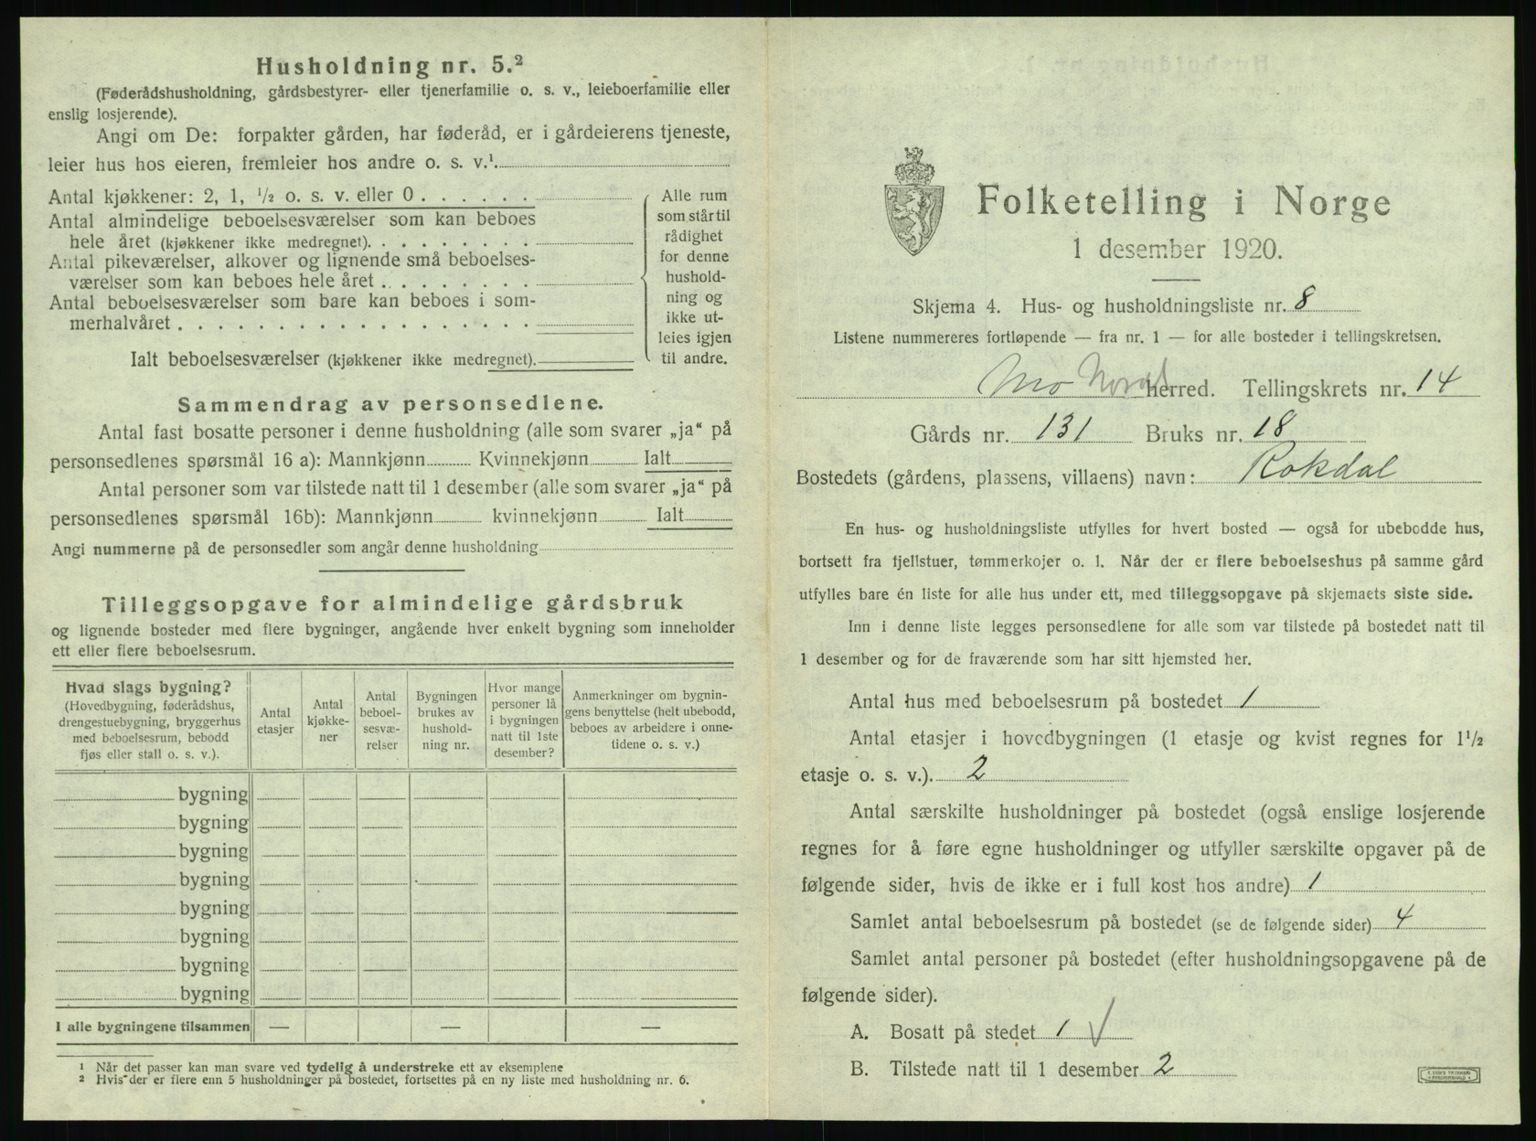 Husholdning nr. 5.²
(Føderådshusholdning, gårdsbestyrer- eller tjenerfamilie o. s. v., leieboerfamilie eller
enslig losjerende).
Angi om De: forpakter gården, har føderåd, er i gårdeierens tjeneste,
leier hus hos eieren, fremleier hos andre o. s. v.¹
Antal kjøkkener: 2, 1, ½ o. s. v. eller 0 . . . . . .
Antal almindelige beboelsesværelser som kan beboes
hele året (kjøkkener ikke medregnet). . . . . . . . .
Antal pikeværelser, alkover og lignende små beboelses-
værelser som kan beboes hele året . . . . . . . .
Antal beboelsesværelser som bare kan beboes i som-
merhalvåret . . . . . . . . . . . . . . . . . .
Ialt beboelsesværelser (kjøkkener ikke medregnet).
Alle rum
som står til
rådighet
for denne
hushold-
ning og
ikke ut-
leies igjen
til andre.
Sammendrag av personsedlene.
Antal fast bosatte personer i denne husholdning (alle som svarer „ja“ på
personsedlenes spørsmål 16 a): Mannkjønn Kvinnekjønn Ialt
Antal personer som var tilstede natt til 1 desember (alle som svarer „ja“ på
personsedlenes spørsmål 16b): Mannkjønn kvinnekjønn Ialt
Angi nummerne på de personsedler som angår denne husholdning
Tilleggsopgave for almindelige gårdsbruk
og lignende bosteder med flere bygninger, angående hver enkelt bygning som inneholder
ett eller flere beboelsesrum.
Hvad slags bygning?
(Hovedbygning, føderådshus,
drengestuebygning, bryggerhus
med beboelsesrum, bebodd
fjøs eller stall o. s. v.).
Antal
etasjer
Antal
kjøkke-
ner
Antal
beboel-
sesvæ-
relser
Bygningen
brukes av
hushold-
ning nr.
Hvor mange
personer lå
i bygningen
natt til 1ste
desember?
Anmerkninger om bygnin-
gens benyttelse (helt ubebodd,
beboes av arbeidere i onne-
tidene o. s. v.)
bygning
bygning
bygning
bygning
bygning
bygning
bygning
bygning
I alle bygningene tilsammen — — —
¹ Når det passer kan man svare ved tydelig å understreke ett av eksemplene
² Hvis der er flere enn 5 husholdninger på bostedet, fortsettes på en ny liste med husholdning nr. 6.
Folketelling i Norge
1 desember 1920.
Skjema 4. Hus- og husholdningsliste nr. 8
Listene nummereres fortløpende — fra nr. 1 — for alle bosteder i tellingskretsen.
Mo Nordl herred. Tellingskrets nr. 14
Gårds nr. 131 Bruks nr. 18
Bostedets (gårdens, plassens, villaens) navn: Rokdal
En hus- og husholdningsliste utfylles for hvert bosted — også for ubebodde hus,
bortsett fra fjellstuer, tømmerkojer o. l. Når der er flere beboelseshus på samme gård
utfylles bare én liste for alle hus under ett, med tilleggsopgave på skjemaets siste side.
Inn i denne liste legges personsedlene for alle som var tilstede på bostedet natt til
1 desember og for de fraværende som har sitt hjemsted her.
Antal hus med beboelsesrum på bostedet 1
Antal etasjer i hovedbygningen (1 etasje og kvist regnes for 1½
etasje o. s. v.). 2
Antal særskilte husholdninger på bostedet (også enslige losjerende
regnes for å føre egne husholdninger og utfyller særskilte opgaver på de
følgende sider, hvis de ikke er i full kost hos andre) 1
Samlet antal beboelsesrum på bostedet (se de følgende sider) 4
Samlet antal personer på bostedet (efter husholdningsopgavene på de
følgende sider).
A. Bosatt på stedet 1 √
B. Tilstede natt til 1 desember 2